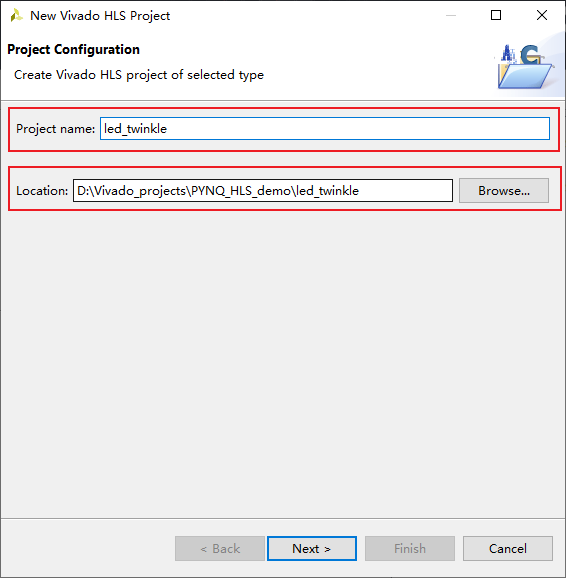 New Vivado HLS Project
Project Configuration
Create Vivado HLS project of selected type
Project name: led_twinkle
Location: D:\Vivado_projects\PYNQ_HLS_demo\led_twinkle Browse...
< Back Next > Finish Cancel